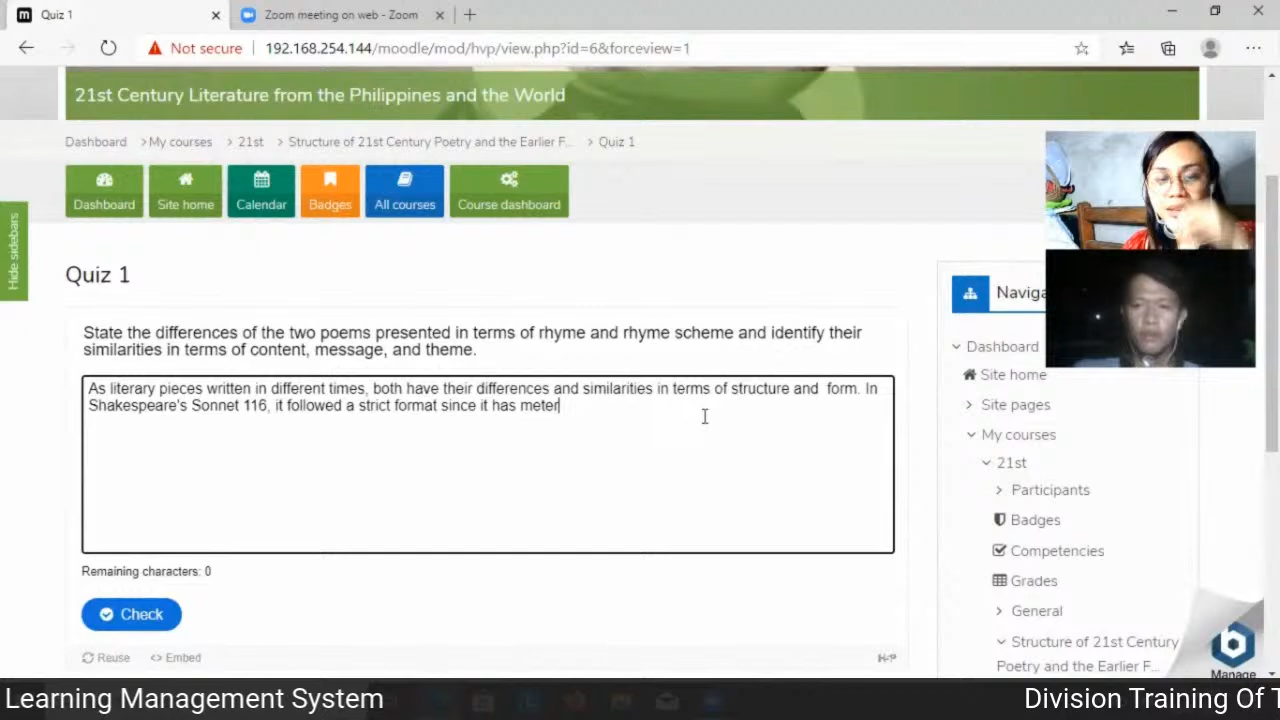 Quiz 1
Zoom meeting on web - Zoom
Not secure
192.168.254.144/moodle/mod/hvp/view.php?id=6&forceview=1
21st Century Literature from the Philippines and the World
Dashboard > My courses > 21st > Structure of 21st Century Poetry and the Earlier F... > Quiz 1
Dashboard
Site home
Calendar
Badges
All courses
Course dashboard
Hide sidebars
Quiz 1
State the differences of the two poems presented in terms of rhyme and rhyme scheme and identify their
similarities in terms of content, message, and theme.
As literary pieces written in different times, both have their differences and similarities in terms of structure and  form. In
Shakespeare's Sonnet 116, it followed a strict format since it has meter
Remaining characters: 0
Check
Reuse
<> Embed
H5P
Naviga
Dashboard
Site home
Site pages
My courses
21st
Participants
Badges
Competencies
Grades
General
Structure of 21st Century
Poetry and the Earlier F...
Manage
Learning Management System
Division Training Of T